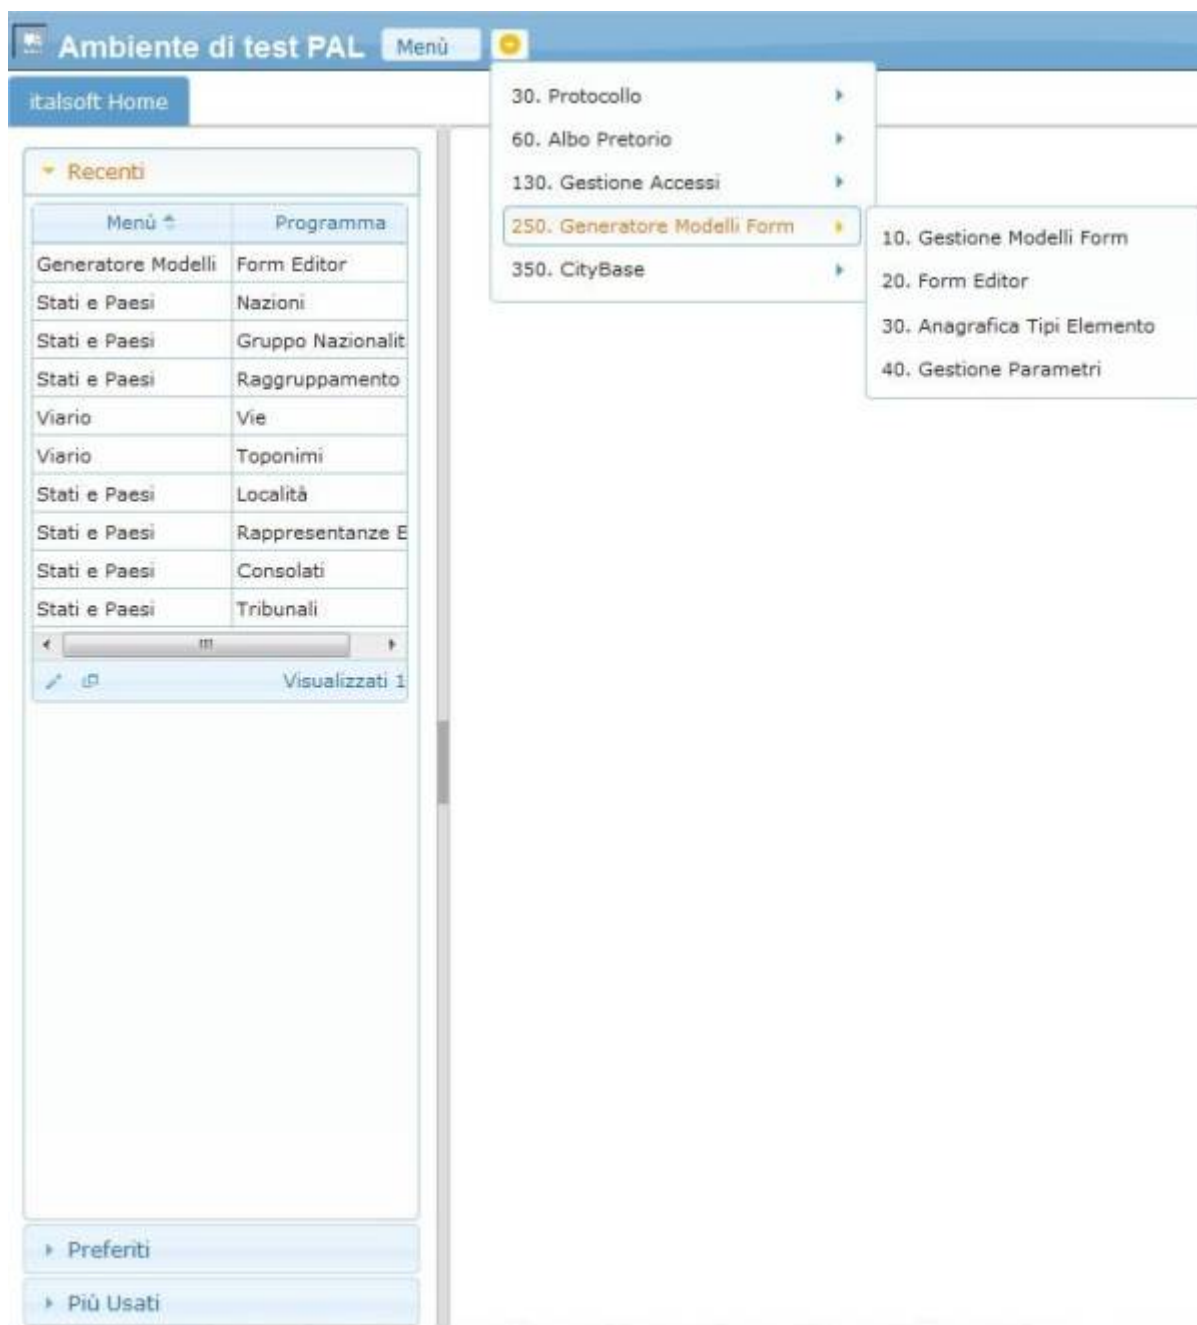 Ambiente di test PAL Menù
italsoft Home
30. Protocollo
60. Albo Pretorio
130. Gestione Accessi
250. Generatore Modelli Form
350. CityBase
10. Gestione Modelli Form
20. Form Editor
30. Anagrafica Tipi Elemento
40. Gestione Parametri
Recenti
Menù Programma
Generatore Modelli Form Editor
Stati e Paesi Nazioni
Stati e Paesi Gruppo Nazionalit
Stati e Paesi Raggruppamento
Viario Vie
Viario Toponimi
Stati e Paesi Località
Stati e Paesi Rappresentanze E
Stati e Paesi Consolati
Stati e Paesi Tribunali
Visualizzati 1
Preferiti
Più Usati